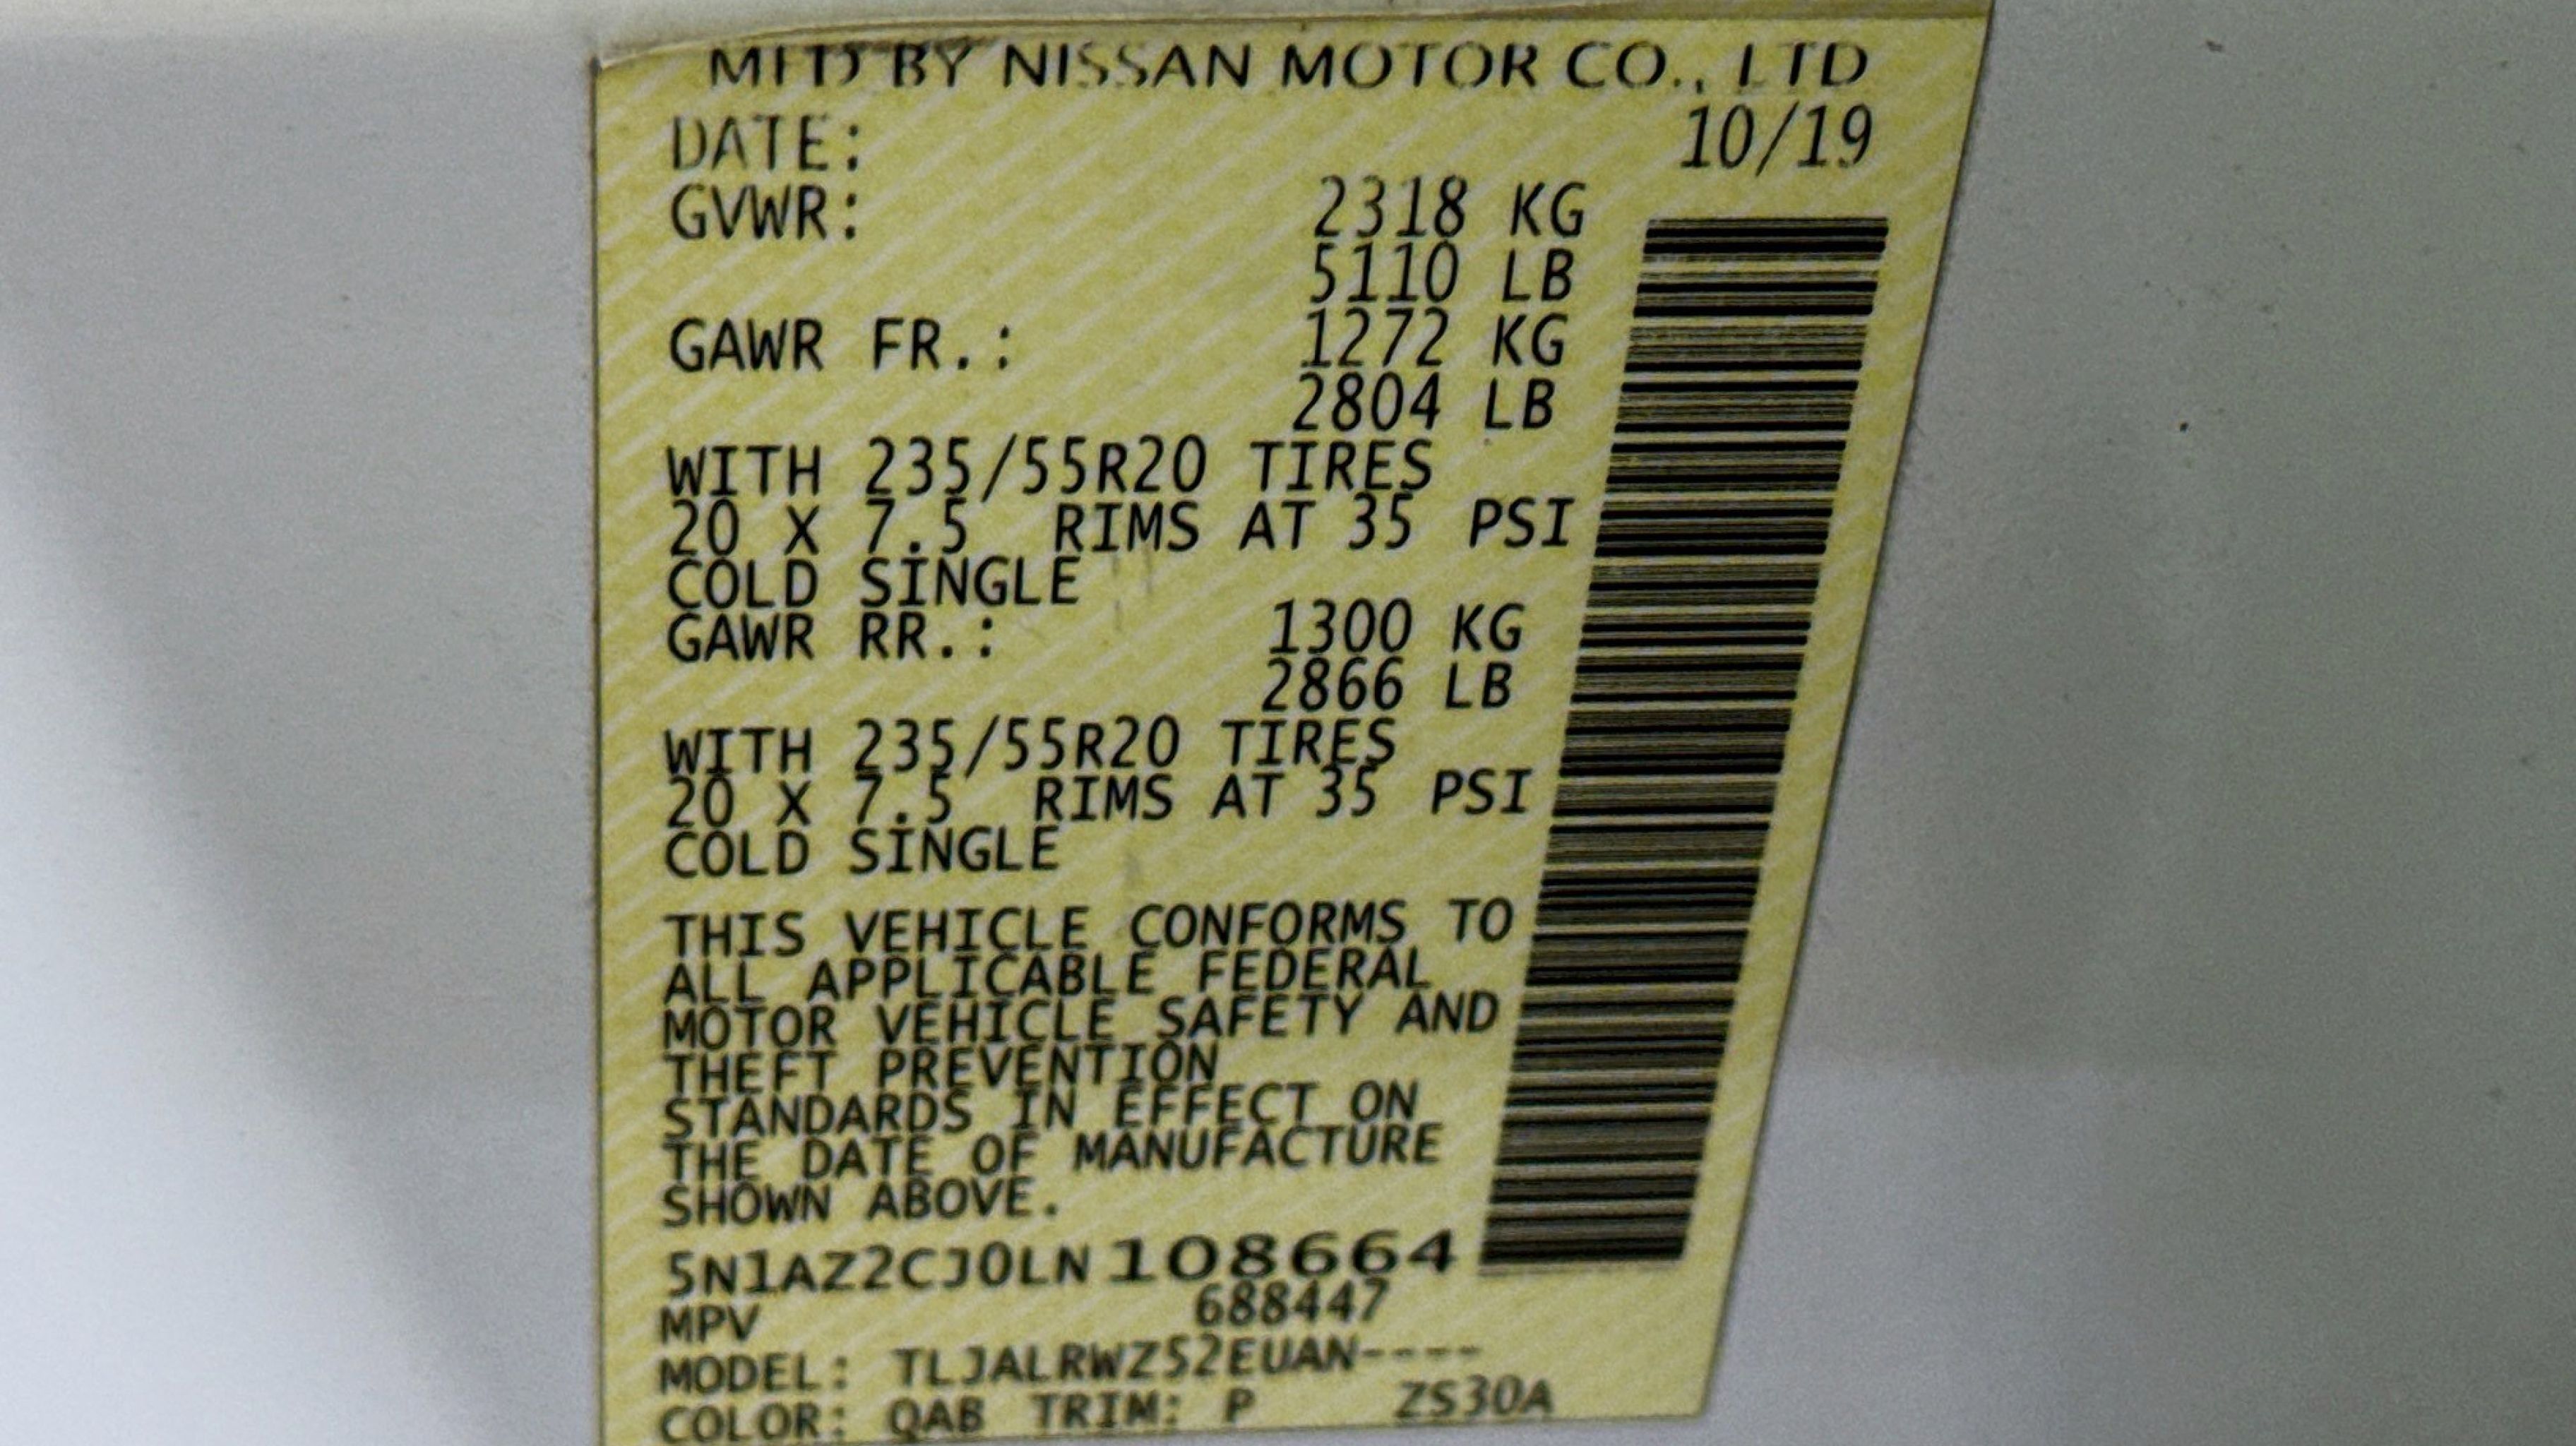 MFD BY NISSAN MOTOR CO., LTD
DATE: 10/19
GVWR: 2318 KG
5110 LB
GAWR FR.: 1272 KG
2804 LB
WITH 235/55R20 TIRES
20 X 7.5 RIMS AT 35 PSI
COLD SINGLE
GAWR RR.: 1300 KG
2866 LB
WITH 235/55R20 TIRES
20 X 7.5 RIMS AT 35 PSI
COLD SINGLE
THIS VEHICLE CONFORMS TO
ALL APPLICABLE FEDERAL
MOTOR VEHICLE SAFETY AND
THEFT PREVENTION
STANDARDS IN EFFECT ON
THE DATE OF MANUFACTURE
SHOWN ABOVE.
5N1AZ2CJ0LN108664
MPV 688447
MODEL: TLJALRWZ52EUAN----
COLOR: QAB TRIM: P ZS30A